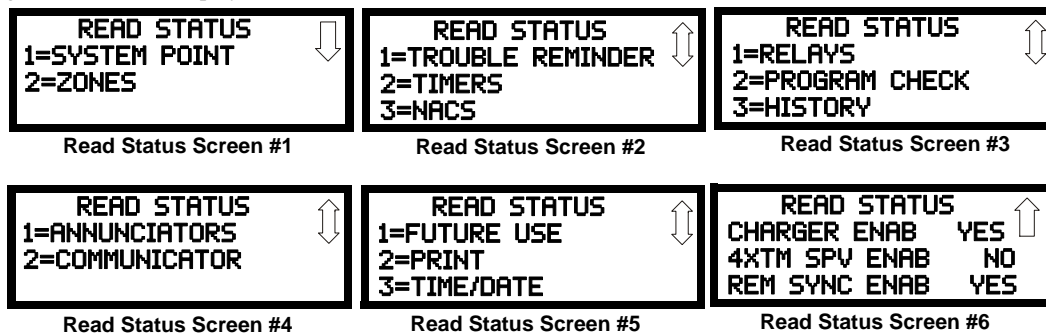 READ STATUS
1=SYSTEM POINT
2=ZONES
Read Status Screen #1
READ STATUS
1=TROUBLE REMINDER
2=TIMERS
3=NACS
Read Status Screen #2
READ STATUS
1=RELAYS
2=PROGRAM CHECK
3=HISTORY
Read Status Screen #3
READ STATUS
1=ANNUNCIATORS
2=COMMUNICATOR
Read Status Screen #4
READ STATUS
1=FUTURE USE
2=PRINT
3=TIME/DATE
Read Status Screen #5
READ STATUS
CHARGER ENAB YES
4XTM SPV ENAB NO
REM SYNC ENAB YES
Read Status Screen #6